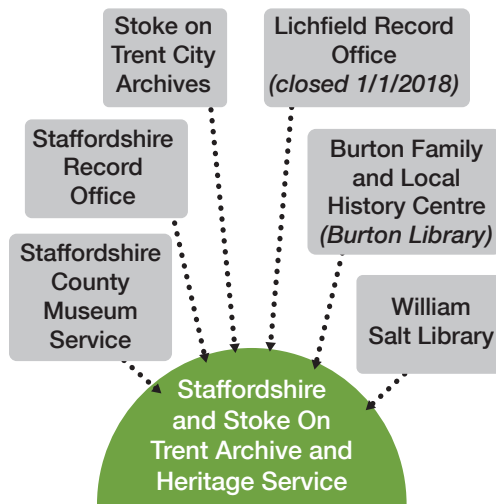 Stoke on
Trent City
Archives
Lichfield Record
Office
(closed 1/1/2018)
Staffordshire
Record
Office
Burton Family
and Local
History Centre
(Burton Library)
Staffordshire
County
Museum
Service
William
Salt Library
Staffordshire
and Stoke On
Trent Archive and
Heritage Service